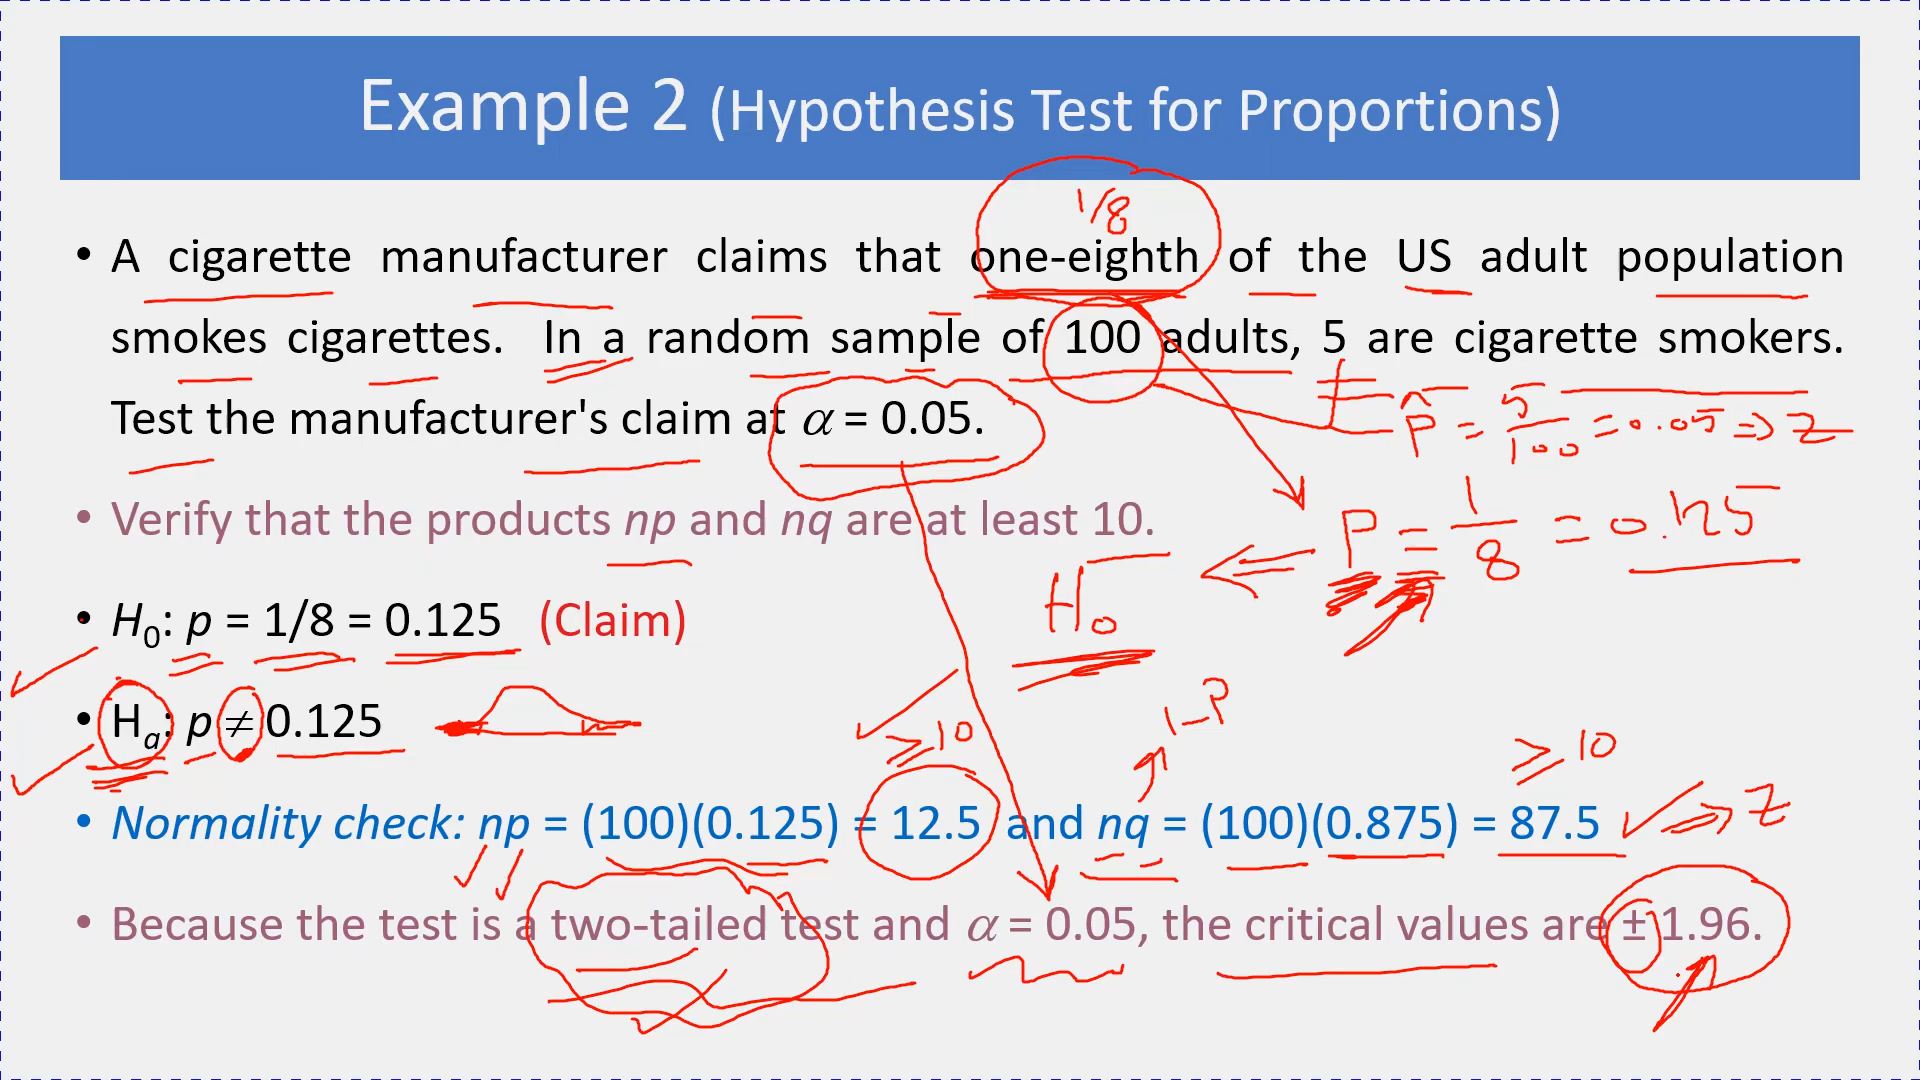 Example 2 (Hypothesis Test for Proportions)
1/8
• A cigarette manufacturer claims that one-eighth of the US adult population
smokes cigarettes. In a random sample of 100 adults, 5 are cigarette smokers.
Test the manufacturer's claim at α = 0.05.
p̂ = 5/100 = 0.05 ⇒ Z
• Verify that the products np and nq are at least 10.
H₀ ⇐ P = 1/8 = 0.125
• H₀: p = 1/8 = 0.125 (Claim)
• Hₐ: p ≠ 0.125
1-P
≥ 10
≥ 10
• Normality check: np = (100)(0.125) = 12.5 and nq = (100)(0.875) = 87.5 ⇒ Z
• Because the test is a two-tailed test and α = 0.05, the critical values are ± 1.96.